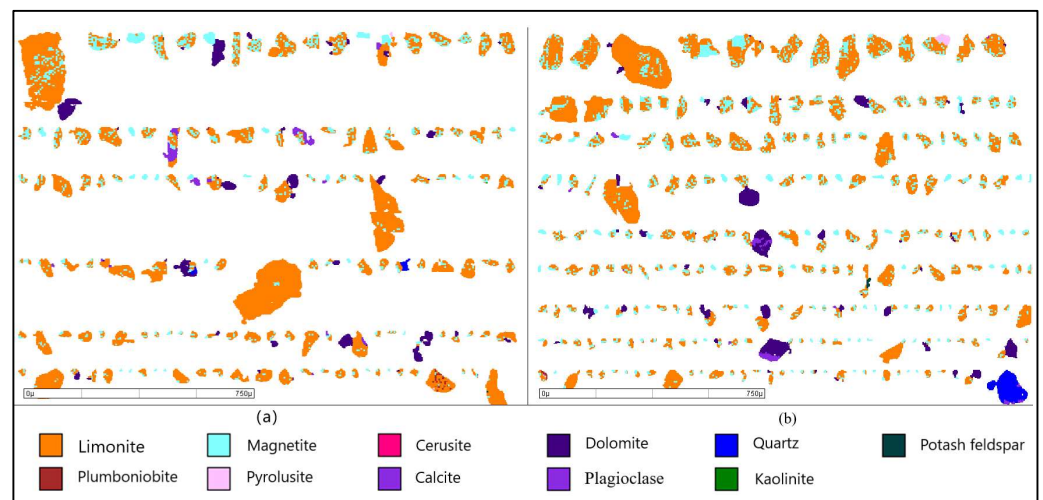 0μ 750μ 0μ 750μ
(a) (b)
Limonite Magnetite Cerusite Dolomite Quartz Potash feldspar
Plumboniobite Pyrolusite Calcite Plagioclase Kaolinite